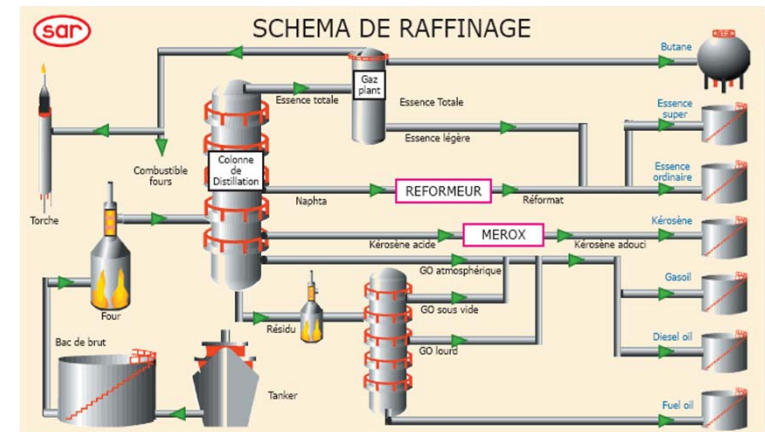 sar
SCHEMA DE RAFFINAGE
Butane
Gaz
plant
Essence totale
Essence Totale
Essence
super
Essence légère
Combustible
fours
Colonne
de
Distillation
Essence
ordinaire
Naphta
REFORMEUR
Réformat
Torche
Kérosène
MEROX
Kérosène acide
Kérosène adouci
GO atmosphérique
Gasoil
Four
GO sous vide
Résidu
Bac de brut
Diesel oil
GO lourd
Tanker
Fuel oil